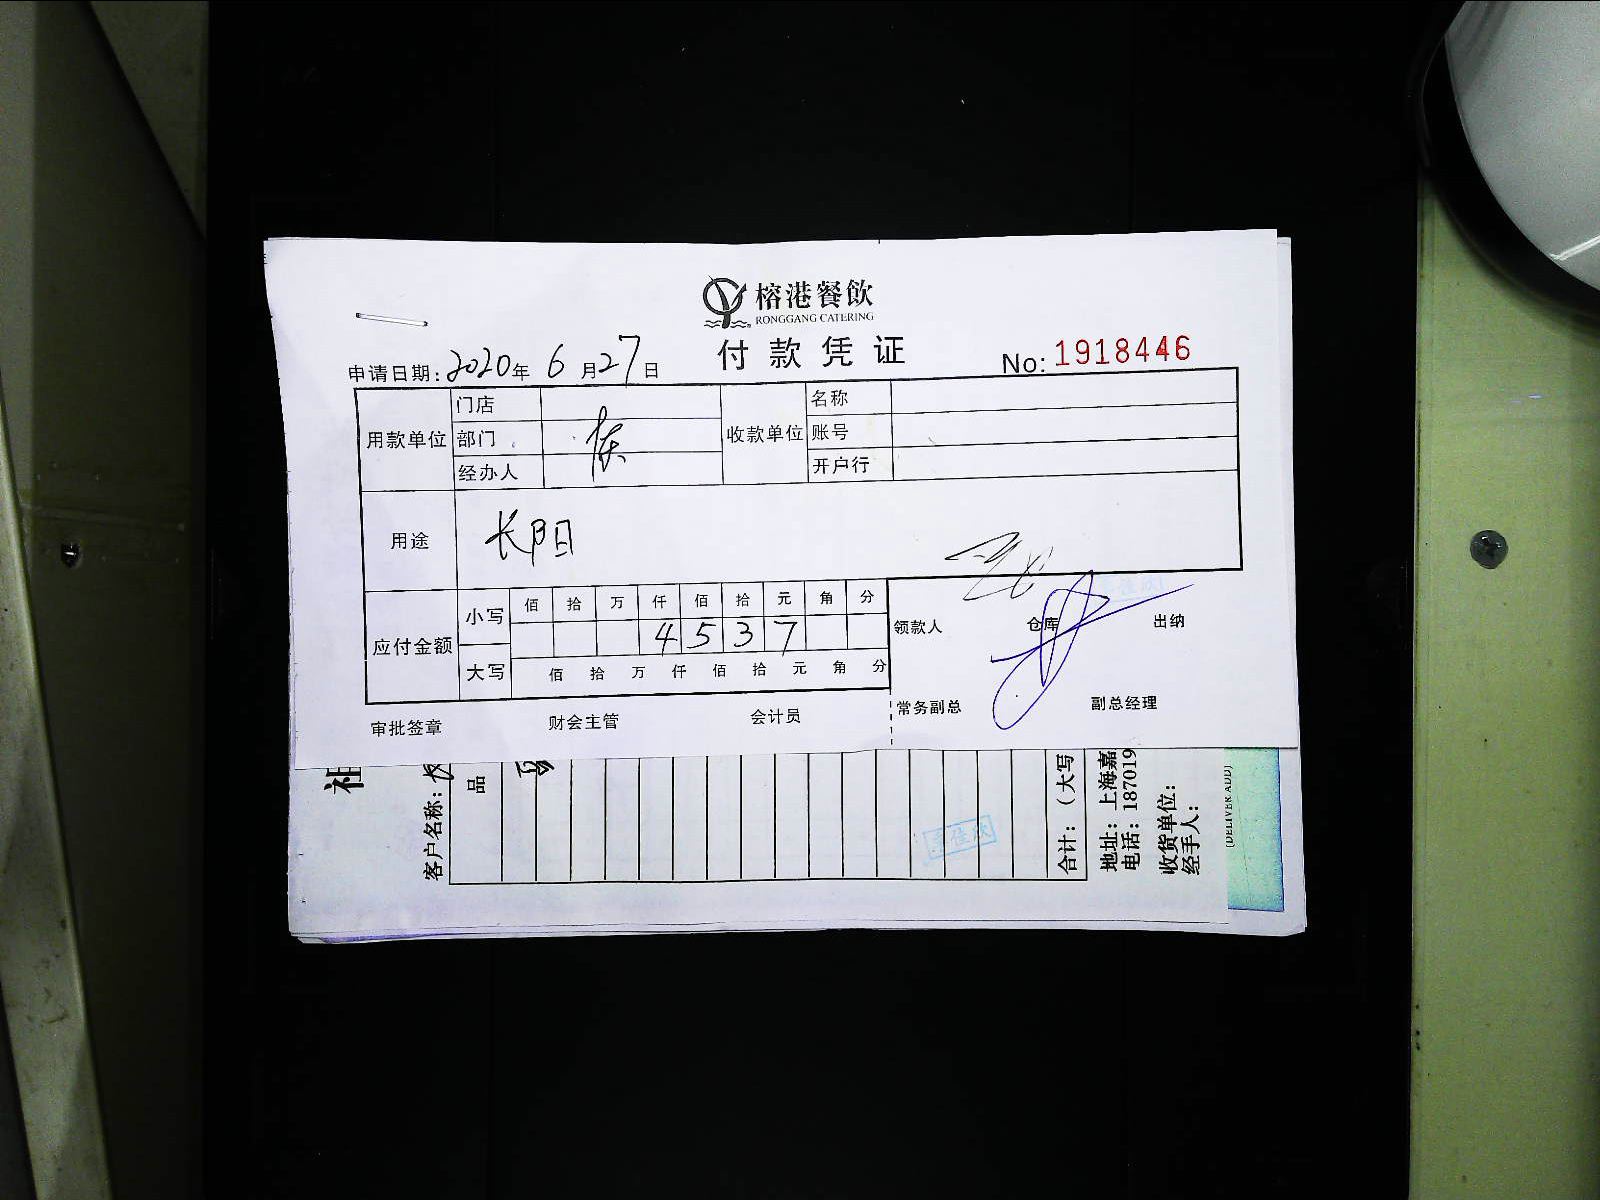 榕港餐飲
RONGGANG CATERING
付款凭证
No: 1918446
申请日期: 2020年 6月27日
用款单位 门店 收款单位 名称
部门 账号
经办人 开户行
用途 长阳
应付金额 小写 佰 拾 万 仟 佰 拾 元 角 分
4 5 3 7
大写 佰 拾 万 仟 佰 拾 元 角 分
领款人 仓库 出纳
常务副总 副总经理
审批签章 财会主管 会计员
祖
客户名称:
品
合计:(大写
地址: 上海嘉
电话: 187019
收货单位:
经手人:
(DELIVER ADD)